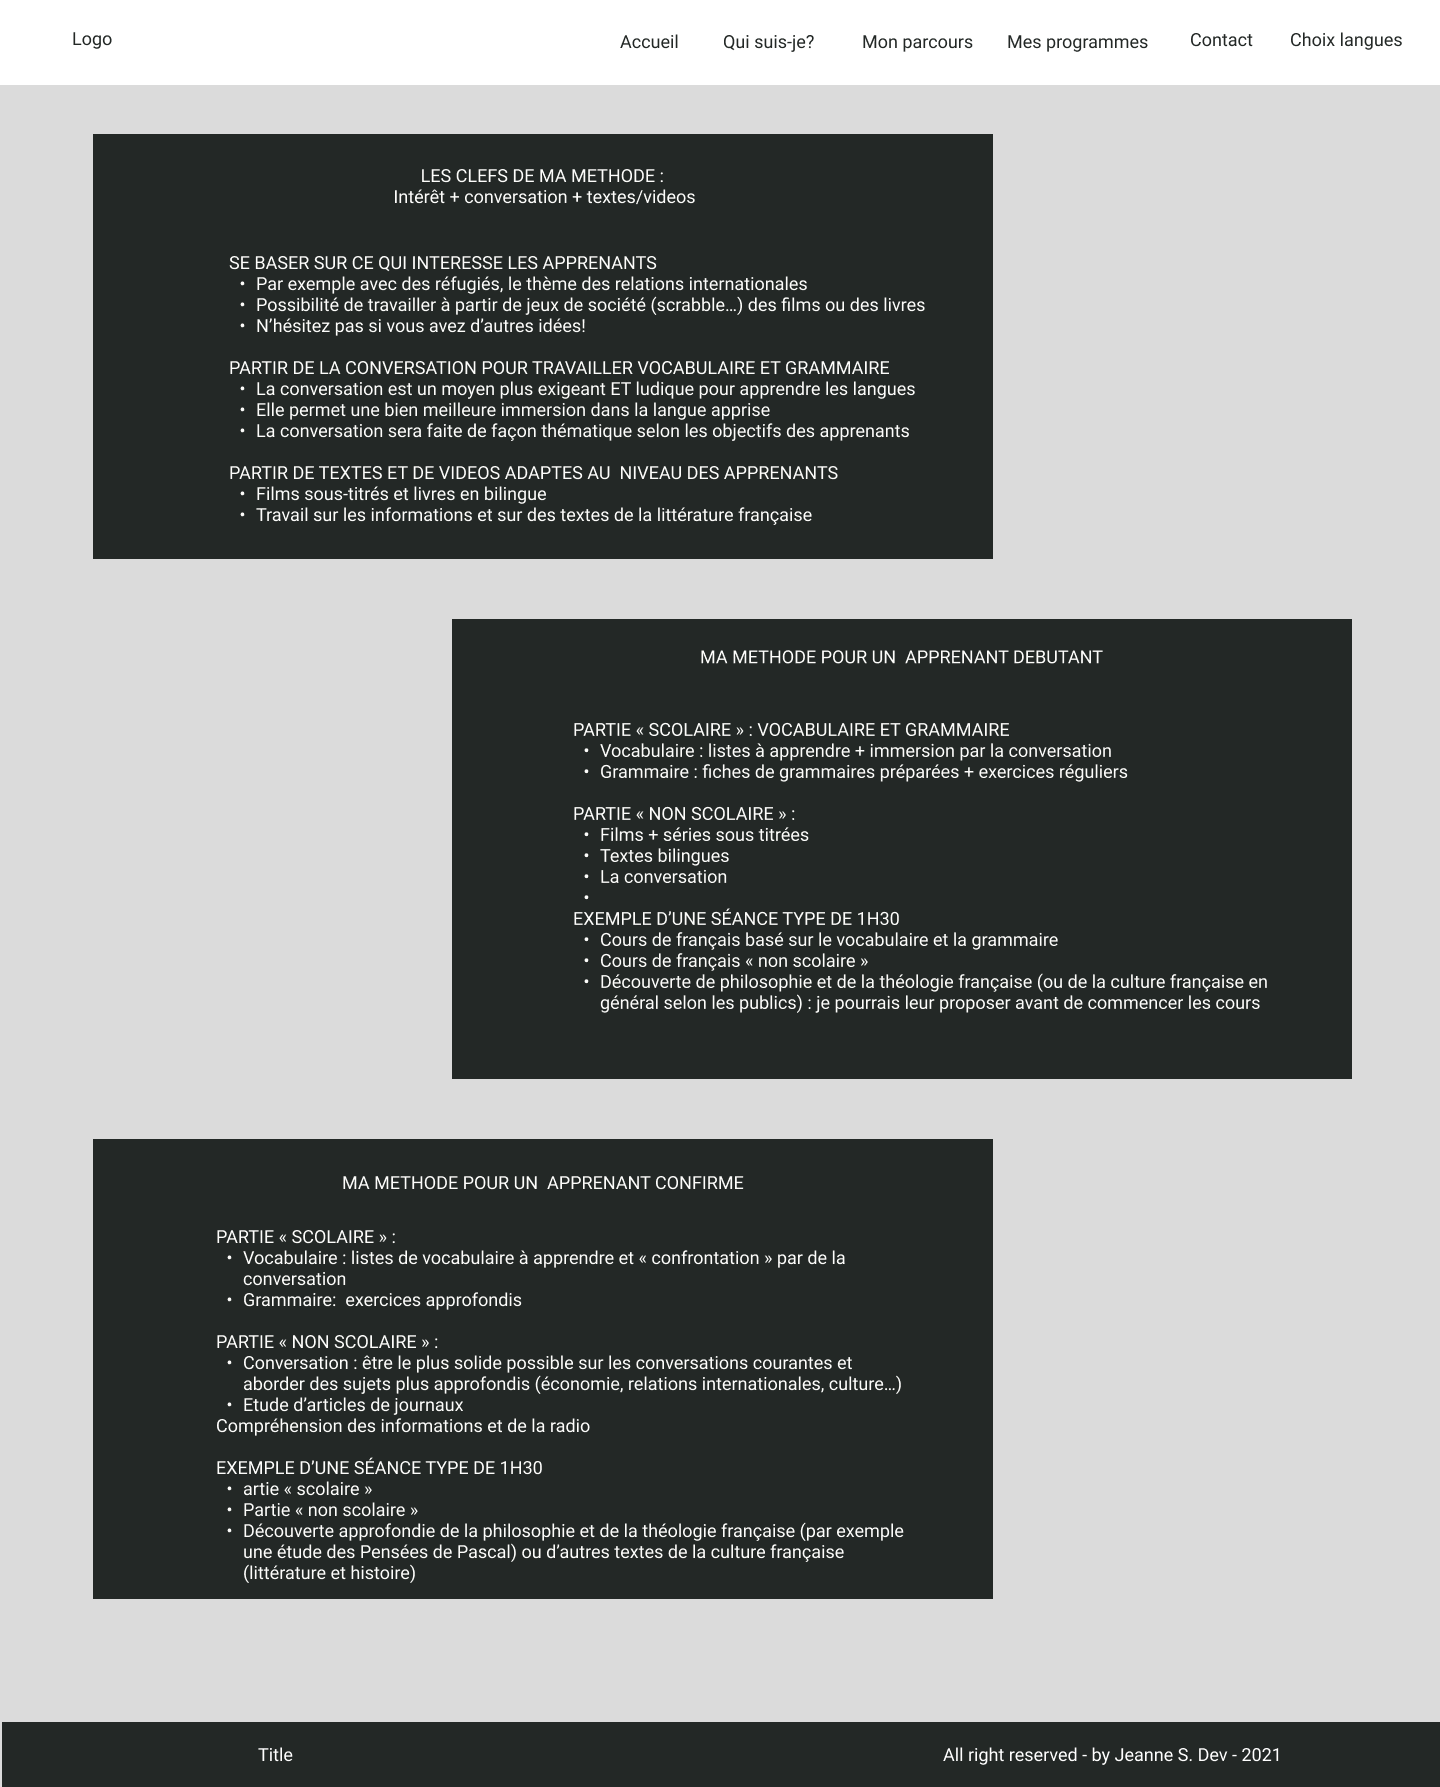 Logo
Accueil
Qui suis-je?
Mon parcours
Mes programmes
Contact
Choix langues
LES CLEFS DE MA METHODE :
Intérêt + conversation + textes/videos
SE BASER SUR CE QUI INTERESSE LES APPRENANTS
• Par exemple avec des réfugiés, le thème des relations internationales
• Possibilité de travailler à partir de jeux de société (scrabble…) des films ou des livres
• N’hésitez pas si vous avez d’autres idées!
PARTIR DE LA CONVERSATION POUR TRAVAILLER VOCABULAIRE ET GRAMMAIRE
• La conversation est un moyen plus exigeant ET ludique pour apprendre les langues
• Elle permet une bien meilleure immersion dans la langue apprise
• La conversation sera faite de façon thématique selon les objectifs des apprenants
PARTIR DE TEXTES ET DE VIDEOS ADAPTES AU  NIVEAU DES APPRENANTS
• Films sous-titrés et livres en bilingue
• Travail sur les informations et sur des textes de la littérature française
MA METHODE POUR UN  APPRENANT DEBUTANT
PARTIE « SCOLAIRE » : VOCABULAIRE ET GRAMMAIRE
• Vocabulaire : listes à apprendre + immersion par la conversation
• Grammaire : fiches de grammaires préparées + exercices réguliers
PARTIE « NON SCOLAIRE » :
• Films + séries sous titrées
• Textes bilingues
• La conversation
•
EXEMPLE D’UNE SÉANCE TYPE DE 1H30
• Cours de français basé sur le vocabulaire et la grammaire
• Cours de français « non scolaire »
• Découverte de philosophie et de la théologie française (ou de la culture française en
général selon les publics) : je pourrais leur proposer avant de commencer les cours
MA METHODE POUR UN  APPRENANT CONFIRME
PARTIE « SCOLAIRE » :
• Vocabulaire : listes de vocabulaire à apprendre et « confrontation » par de la
conversation
• Grammaire:  exercices approfondis
PARTIE « NON SCOLAIRE » :
• Conversation : être le plus solide possible sur les conversations courantes et
aborder des sujets plus approfondis (économie, relations internationales, culture…)
• Etude d’articles de journaux
Compréhension des informations et de la radio
EXEMPLE D’UNE SÉANCE TYPE DE 1H30
• artie « scolaire »
• Partie « non scolaire »
• Découverte approfondie de la philosophie et de la théologie française (par exemple
une étude des Pensées de Pascal) ou d’autres textes de la culture française
(littérature et histoire)
Title
All right reserved - by Jeanne S. Dev - 2021